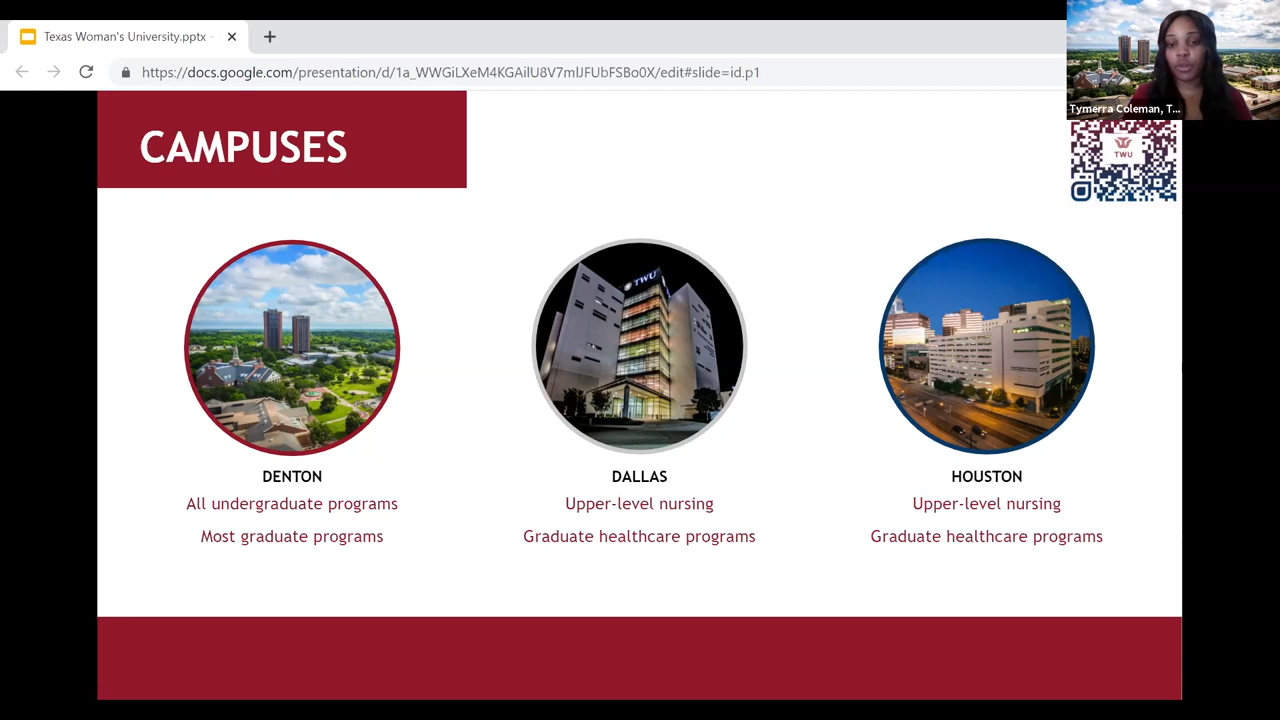 Texas Woman's University.pptx -
https://docs.google.com/presentation/d/1a_WWGiLXeM4KGAilU8V7mIJFUbFSBo0X/edit#slide=id.p1
Tymerra Coleman, T...
CAMPUSES
TWU
TWU
DENTON
All undergraduate programs
Most graduate programs
DALLAS
Upper-level nursing
Graduate healthcare programs
HOUSTON
Upper-level nursing
Graduate healthcare programs